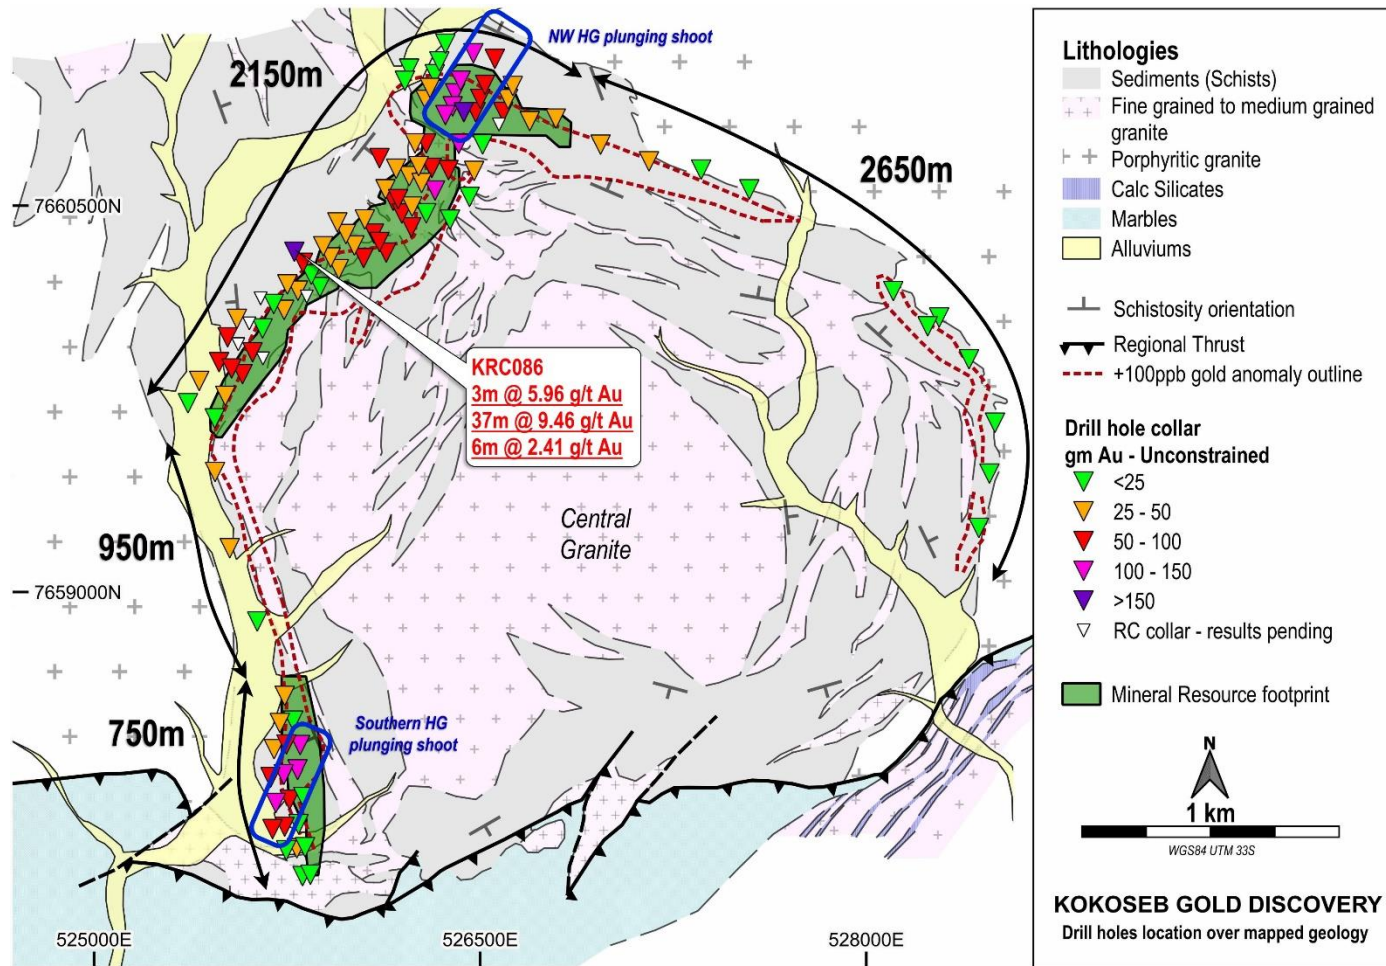 NW HG plunging shoot
2150m
2650m
7660500N
KRC086
3m @ 5.96 g/t Au
37m @ 9.46 g/t Au
6m @ 2.41 g/t Au
Central
Granite
950m
7659000N
750m
Southern HG
plunging shoot
525000E
526500E
528000E
Lithologies
Sediments (Schists)
Fine grained to medium grained
granite
Porphyritic granite
Calc Silicates
Marbles
Alluviums
Schistosity orientation
Regional Thrust
+100ppb gold anomaly outline
Drill hole collar
gm Au - Unconstrained
<25
25 - 50
50 - 100
100 - 150
>150
RC collar - results pending
Mineral Resource footprint
N
1 km
WGS84 UTM 33S
KOKOSEB GOLD DISCOVERY
Drill holes location over mapped geology